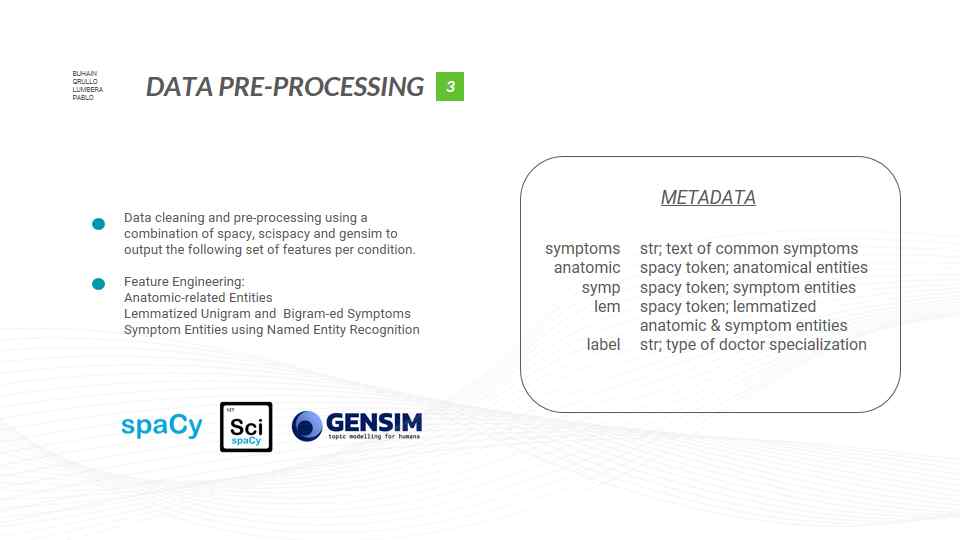 BUHAIN
QRULLO
LUMBERA
PABLO
DATA PRE-PROCESSING 3
Data cleaning and pre-processing using a
combination of spacy, scispacy and gensim to
output the following set of features per condition.
Feature Engineering:
Anatomic-related Entities
Lemmatized Unigram and Bigram-ed Symptoms
Symptom Entities using Named Entity Recognition
spaCy
Sci
spaCy
GENSIM
topic modelling for humans
METADATA
symptoms str; text of common symptoms
anatomic spacy token; anatomical entities
symp spacy token; symptom entities
lem spacy token; lemmatized
anatomic & symptom entities
label str; type of doctor specialization